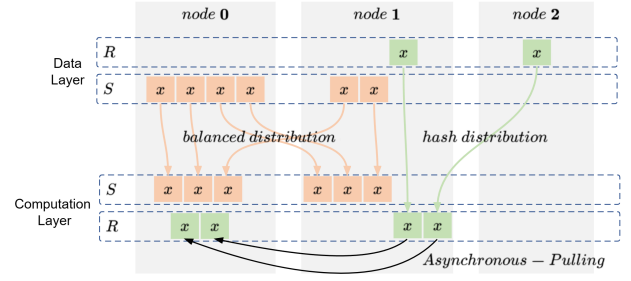 node 0 node 1 node 2
R x x
Data
Layer
S x x x x x x
balanced distribution hash distribution
S x x x x x x
Computation
Layer
R x x x x
Asynchronous − Pulling